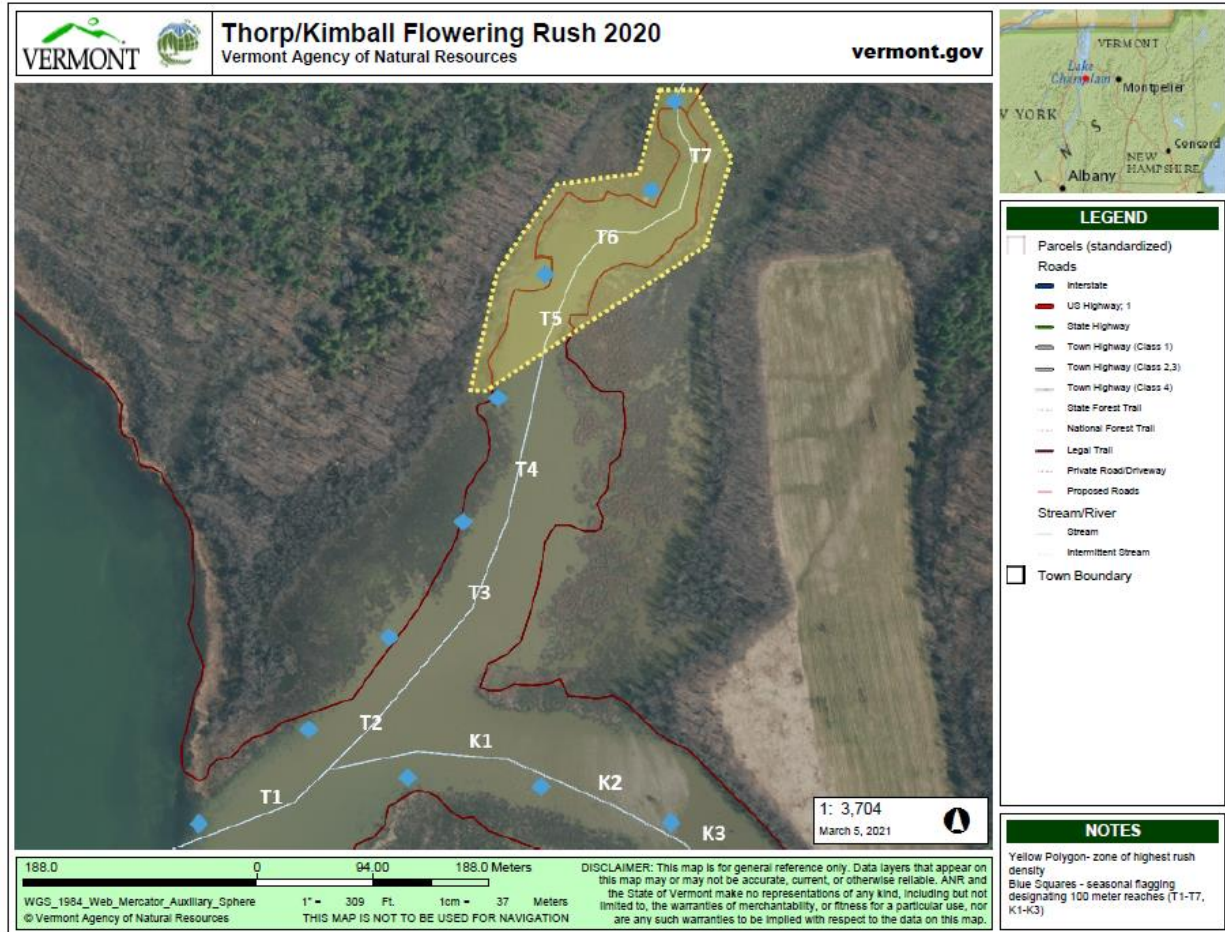 VERMONT
Thorp/Kimball Flowering Rush 2020
Vermont Agency of Natural Resources
vermont.gov
VERMONT
Lake
Champlain
Montpelier
W YORK
Concord
NEW
HAMPSHIRE
Albany
T7
T6
T5
T4
T3
T2
K1
T1
K2
K3
1: 3,704
March 5, 2021
LEGEND
Parcels (standardized)
Roads
Interstate
US Highway; 1
State Highway
Town Highway (Class 1)
Town Highway (Class 2,3)
Town Highway (Class 4)
State Forest Trail
National Forest Trail
Legal Trail
Private Road/Driveway
Proposed Roads
Stream/River
Stream
Intermittent Stream
Town Boundary
NOTES
Yellow Polygon- zone of highest rush
density
Blue Squares - seasonal flagging
designating 100 meter reaches (T1-T7,
K1-K3)
188.0 0 94.00 188.0 Meters
WGS_1984_Web_Mercator_Auxiliary_Sphere
© Vermont Agency of Natural Resources
1" = 309 Ft. 1cm = 37 Meters
THIS MAP IS NOT TO BE USED FOR NAVIGATION
DISCLAIMER: This map is for general reference only. Data layers that appear on
this map may or may not be accurate, current, or otherwise reliable. ANR and
the State of Vermont make no representations of any kind, including but not
limited to, the warranties of merchantability, or fitness for a particular use, nor
are any such warranties to be implied with respect to the data on this map.